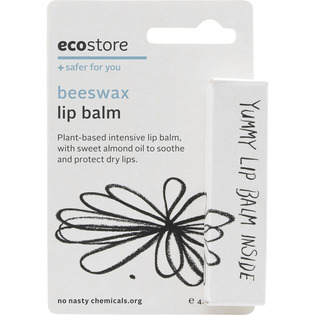 ecostore
+ safer for you
beeswax
lip balm
Plant-based intensive lip balm,
with sweet almond oil to soothe
and protect dry lips.
YUMMY LIP BALM INSIDE
no nasty chemicals.org